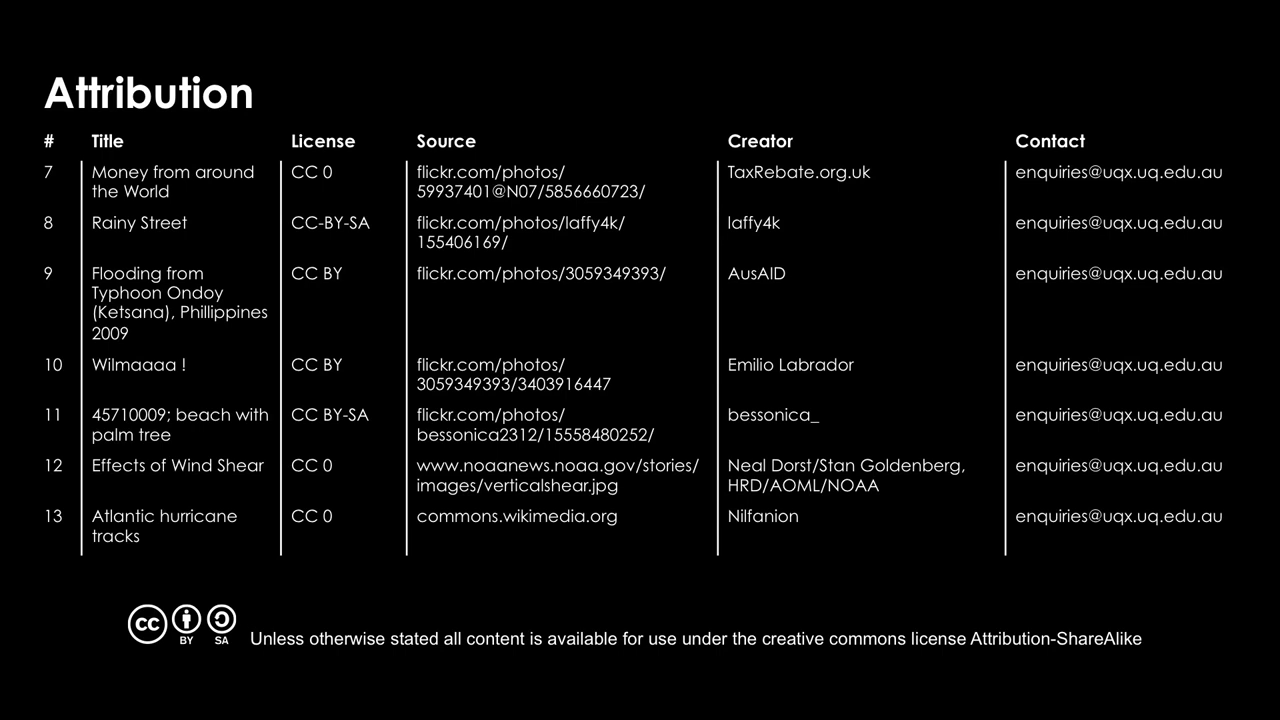 Attribution
# Title License Source Creator Contact
7 Money from around CC 0 flickr.com/photos/ TaxRebate.org.uk enquiries@uqx.uq.edu.au
the World 59937401@N07/5856660723/
8 Rainy Street CC-BY-SA flickr.com/photos/laffy4k/ laffy4k enquiries@uqx.uq.edu.au
155406169/
9 Flooding from CC BY flickr.com/photos/3059349393/ AusAID enquiries@uqx.uq.edu.au
Typhoon Ondoy
(Ketsana), Phillippines
2009
10 Wilmaaaa ! CC BY flickr.com/photos/ Emilio Labrador enquiries@uqx.uq.edu.au
3059349393/3403916447
11 45710009; beach with CC BY-SA flickr.com/photos/ bessonica_ enquiries@uqx.uq.edu.au
palm tree bessonica2312/15558480252/
12 Effects of Wind Shear CC 0 www.noaanews.noaa.gov/stories/ Neal Dorst/Stan Goldenberg, enquiries@uqx.uq.edu.au
images/verticalshear.jpg HRD/AOML/NOAA
13 Atlantic hurricane CC 0 commons.wikimedia.org Nilfanion enquiries@uqx.uq.edu.au
tracks
cc BY SA Unless otherwise stated all content is available for use under the creative commons license Attribution-ShareAlike